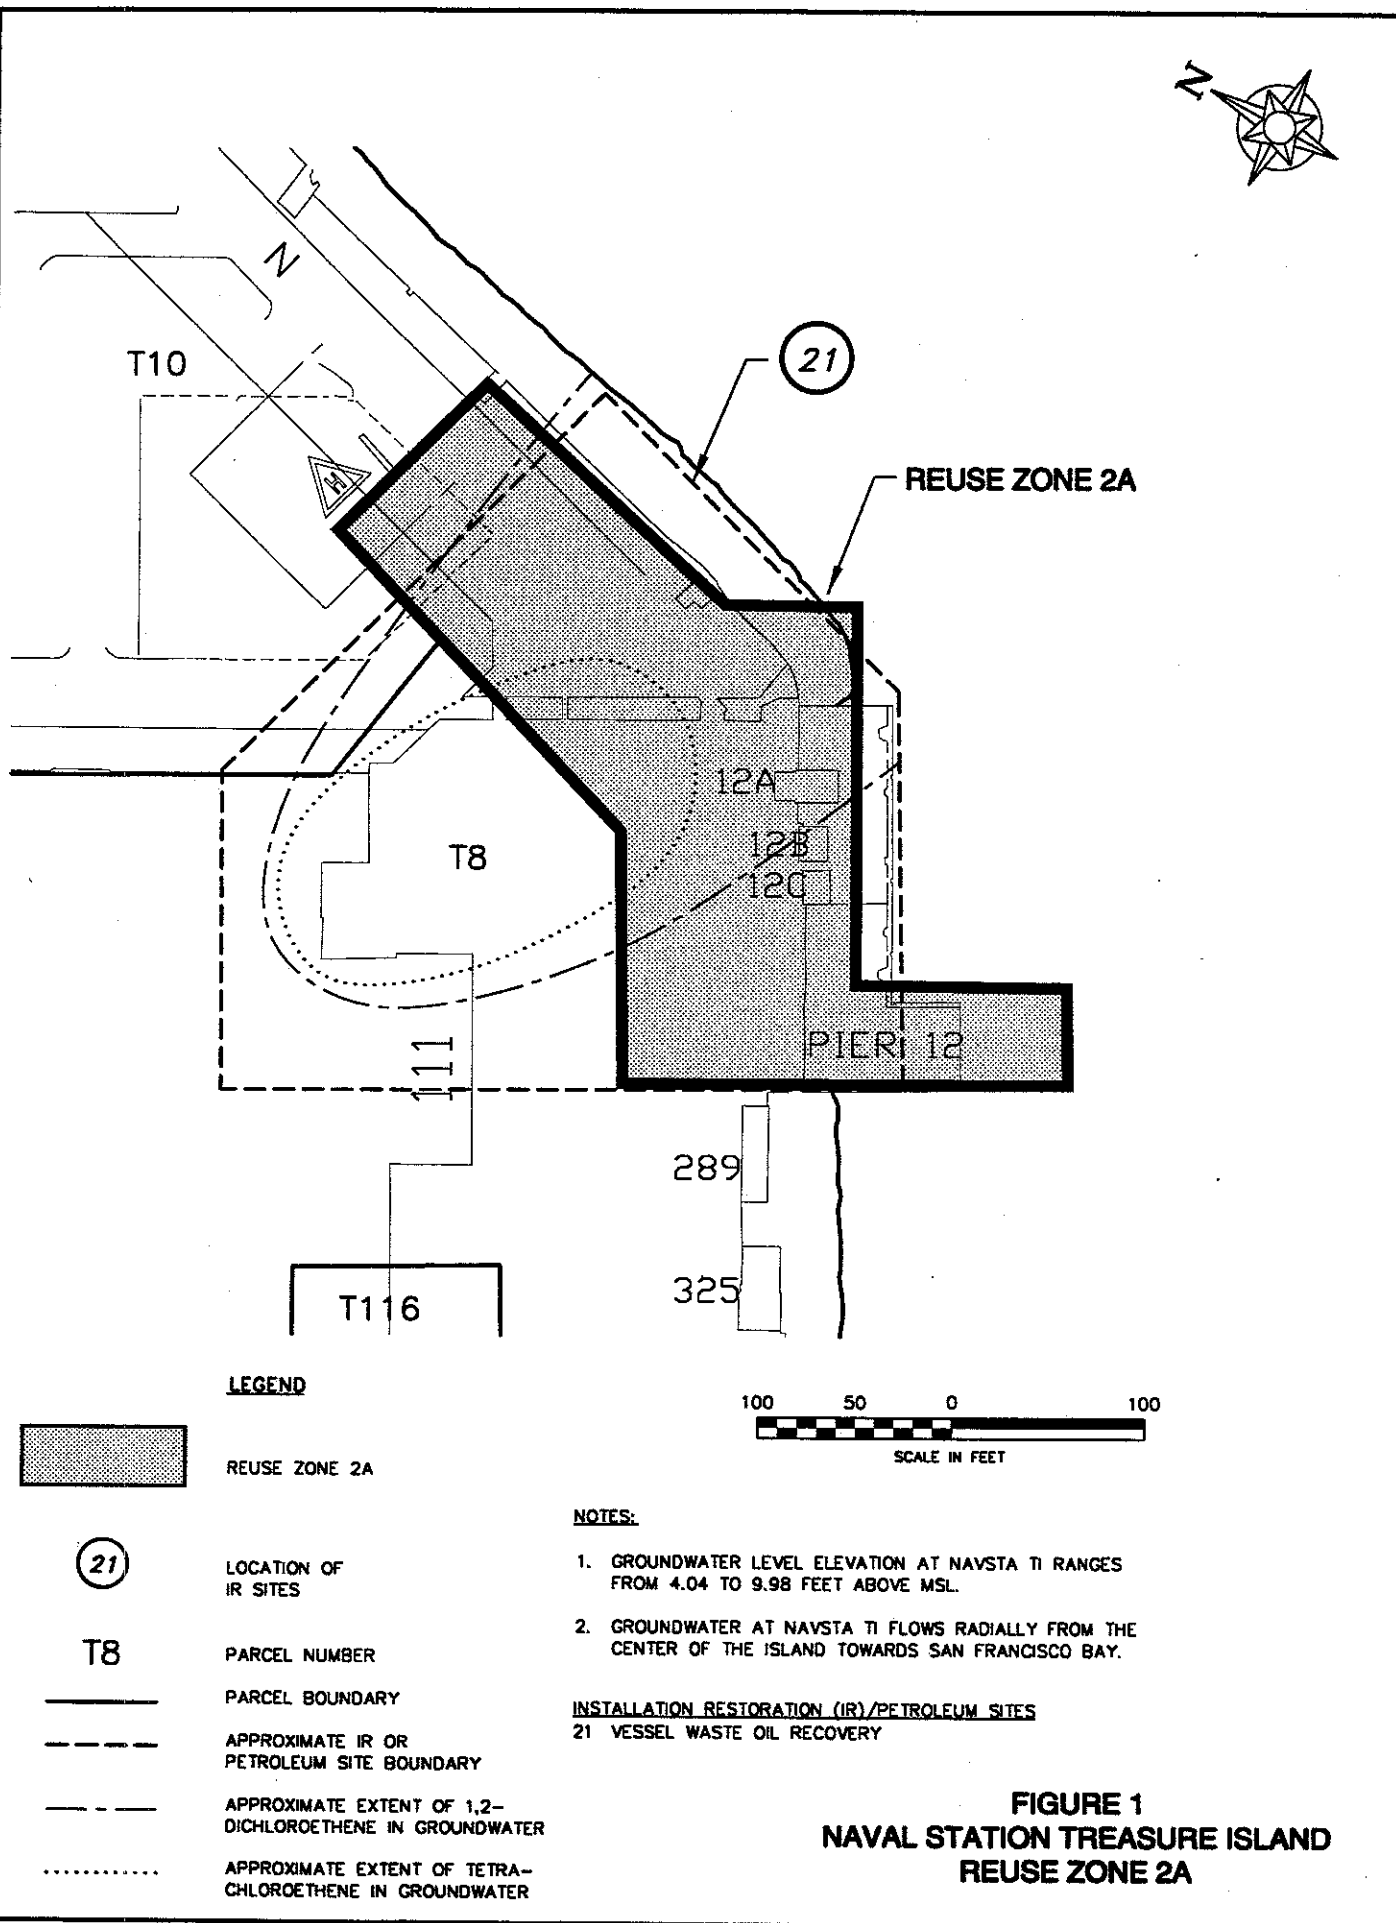 N
N
T10
21
H
REUSE ZONE 2A
12A
12B
T8
12C
PIER 12
111
289
325
T116
LEGEND
100 50 0 100
SCALE IN FEET
REUSE ZONE 2A
NOTES:
21
LOCATION OF
IR SITES
1. GROUNDWATER LEVEL ELEVATION AT NAVSTA TI RANGES
FROM 4.04 TO 9.98 FEET ABOVE MSL.
2. GROUNDWATER AT NAVSTA TI FLOWS RADIALLY FROM THE
CENTER OF THE ISLAND TOWARDS SAN FRANCISCO BAY.
T8
PARCEL NUMBER
PARCEL BOUNDARY
INSTALLATION RESTORATION (IR)/PETROLEUM SITES
21 VESSEL WASTE OIL RECOVERY
APPROXIMATE IR OR
PETROLEUM SITE BOUNDARY
APPROXIMATE EXTENT OF 1,2-
DICHLOROETHENE IN GROUNDWATER
APPROXIMATE EXTENT OF TETRA-
CHLOROETHENE IN GROUNDWATER
FIGURE 1
NAVAL STATION TREASURE ISLAND
REUSE ZONE 2A